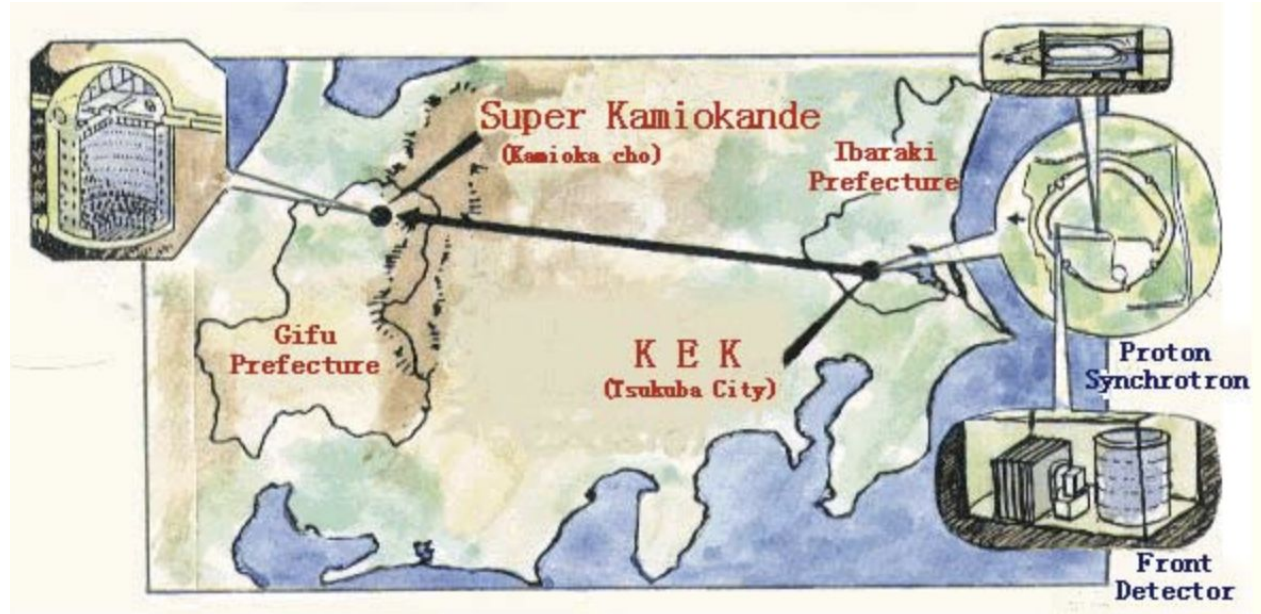 Super Kamiokande
(Kamioka cho)
Ibaraki
Prefecture
Gifu
Prefecture
K E K
(Tsukuba City)
Proton
Synchrotron
Front
Detector